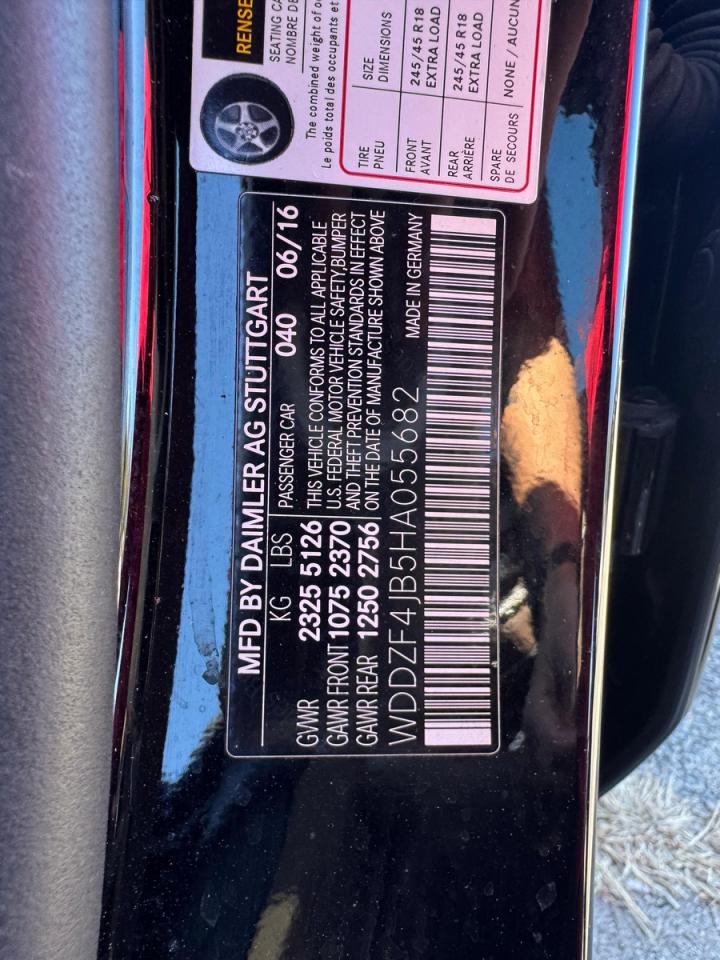 RENSE
SEATING CA
NOMBRE DE
The combined weight of oc
Le poids total des occupants et
TIRE
PNEU
SIZE
DIMENSIONS
FRONT
AVANT
245/45 R18
EXTRA LOAD
REAR
ARRIÈRE
245/45 R18
EXTRA LOAD
SPARE
DE SECOURS
NONE / AUCUN
MFD BY DAIMLER AG STUTTGART
KG LBS
GVWR 2325 5126
GAWR FRONT 1075 2370
GAWR REAR 1250 2756
PASSENGER CAR 040 06/16
THIS VEHICLE CONFORMS TO ALL APPLICABLE
U.S. FEDERAL MOTOR VEHICLE SAFETY,BUMPER
AND THEFT PREVENTION STANDARDS IN EFFECT
ON THE DATE OF MANUFACTURE SHOWN ABOVE
WDDZF4JB5HA055682 MADE IN GERMANY